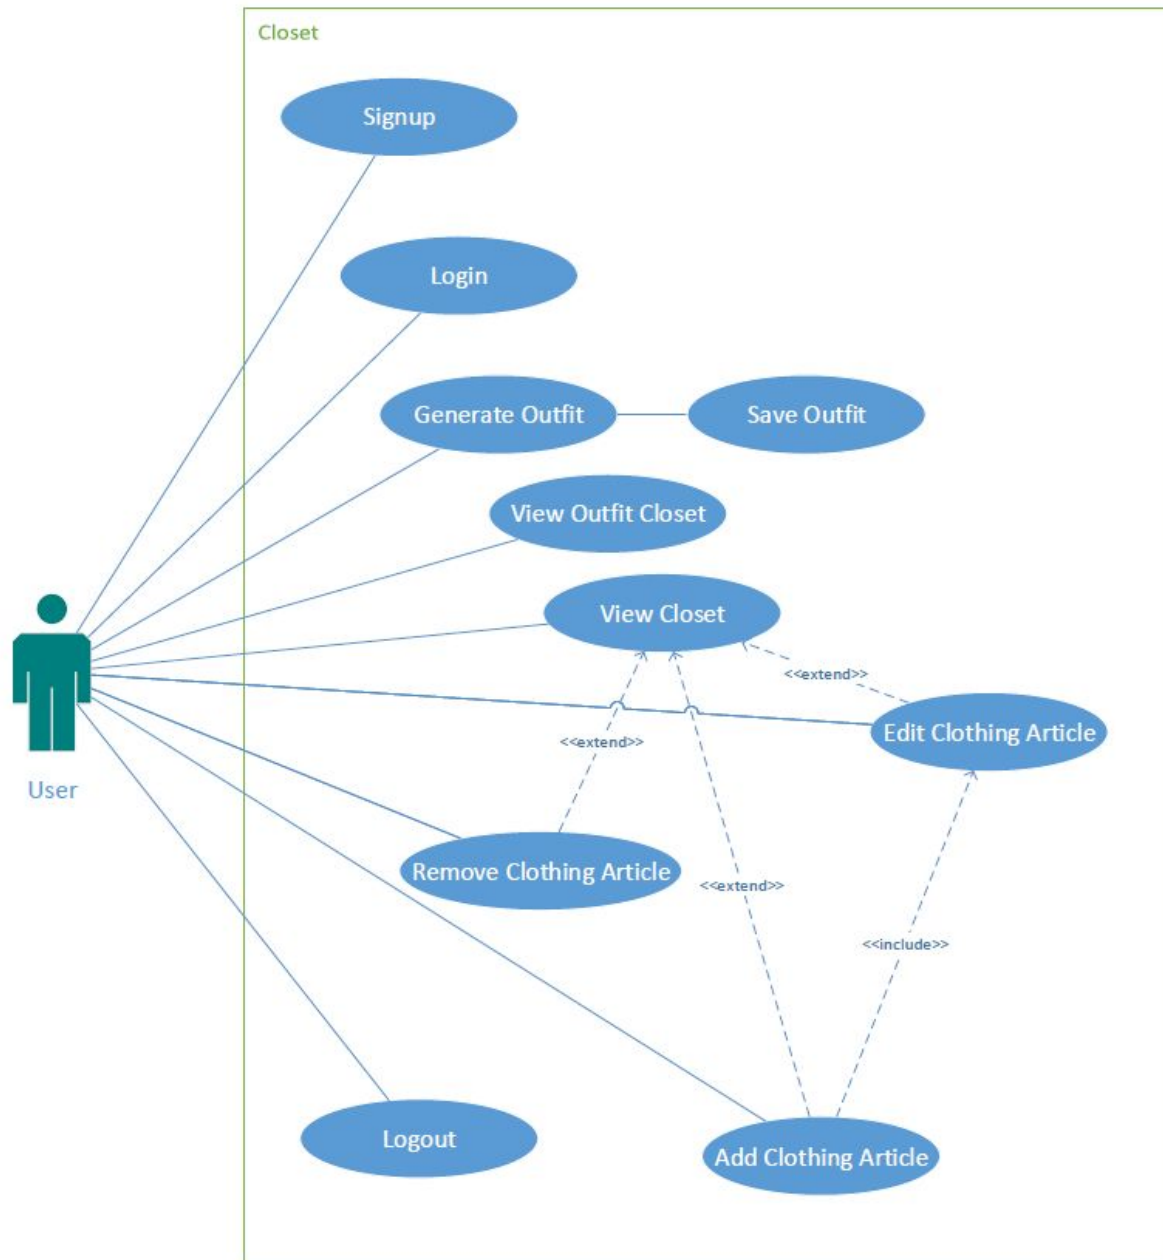 Closet
Signup
Login
Generate Outfit
Save Outfit
View Outfit Closet
View Closet
<<extend>>
Edit Clothing Article
<<extend>>
User
Remove Clothing Article
<<extend>>
<<include>>
Logout
Add Clothing Article